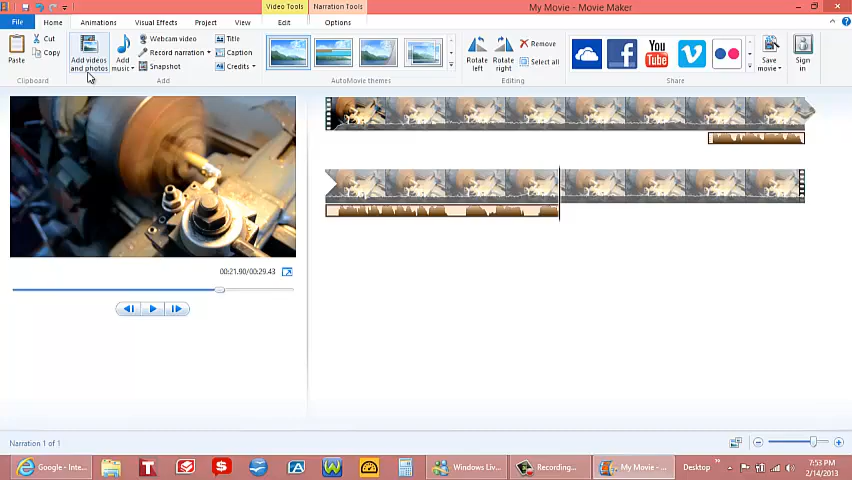 Video Tools
Narration Tools
My Movie - Movie Maker
File
Home
Animations
Visual Effects
Project
View
Edit
Options
Paste
Cut
Copy
Clipboard
Add videos
and photos
Add
music
Webcam video
Record narration
Snapshot
Title
Caption
Credits
Add
AutoMovie themes
Rotate
left
Rotate
right
Remove
Select all
Editing
You
Tube
Share
Save
movie
Sign
in
00:21.90/00:29.43
Narration 1 of 1
Google - Inte...
Windows Liv...
Recording...
My Movie - ...
Desktop
7:53 PM
2/14/2013